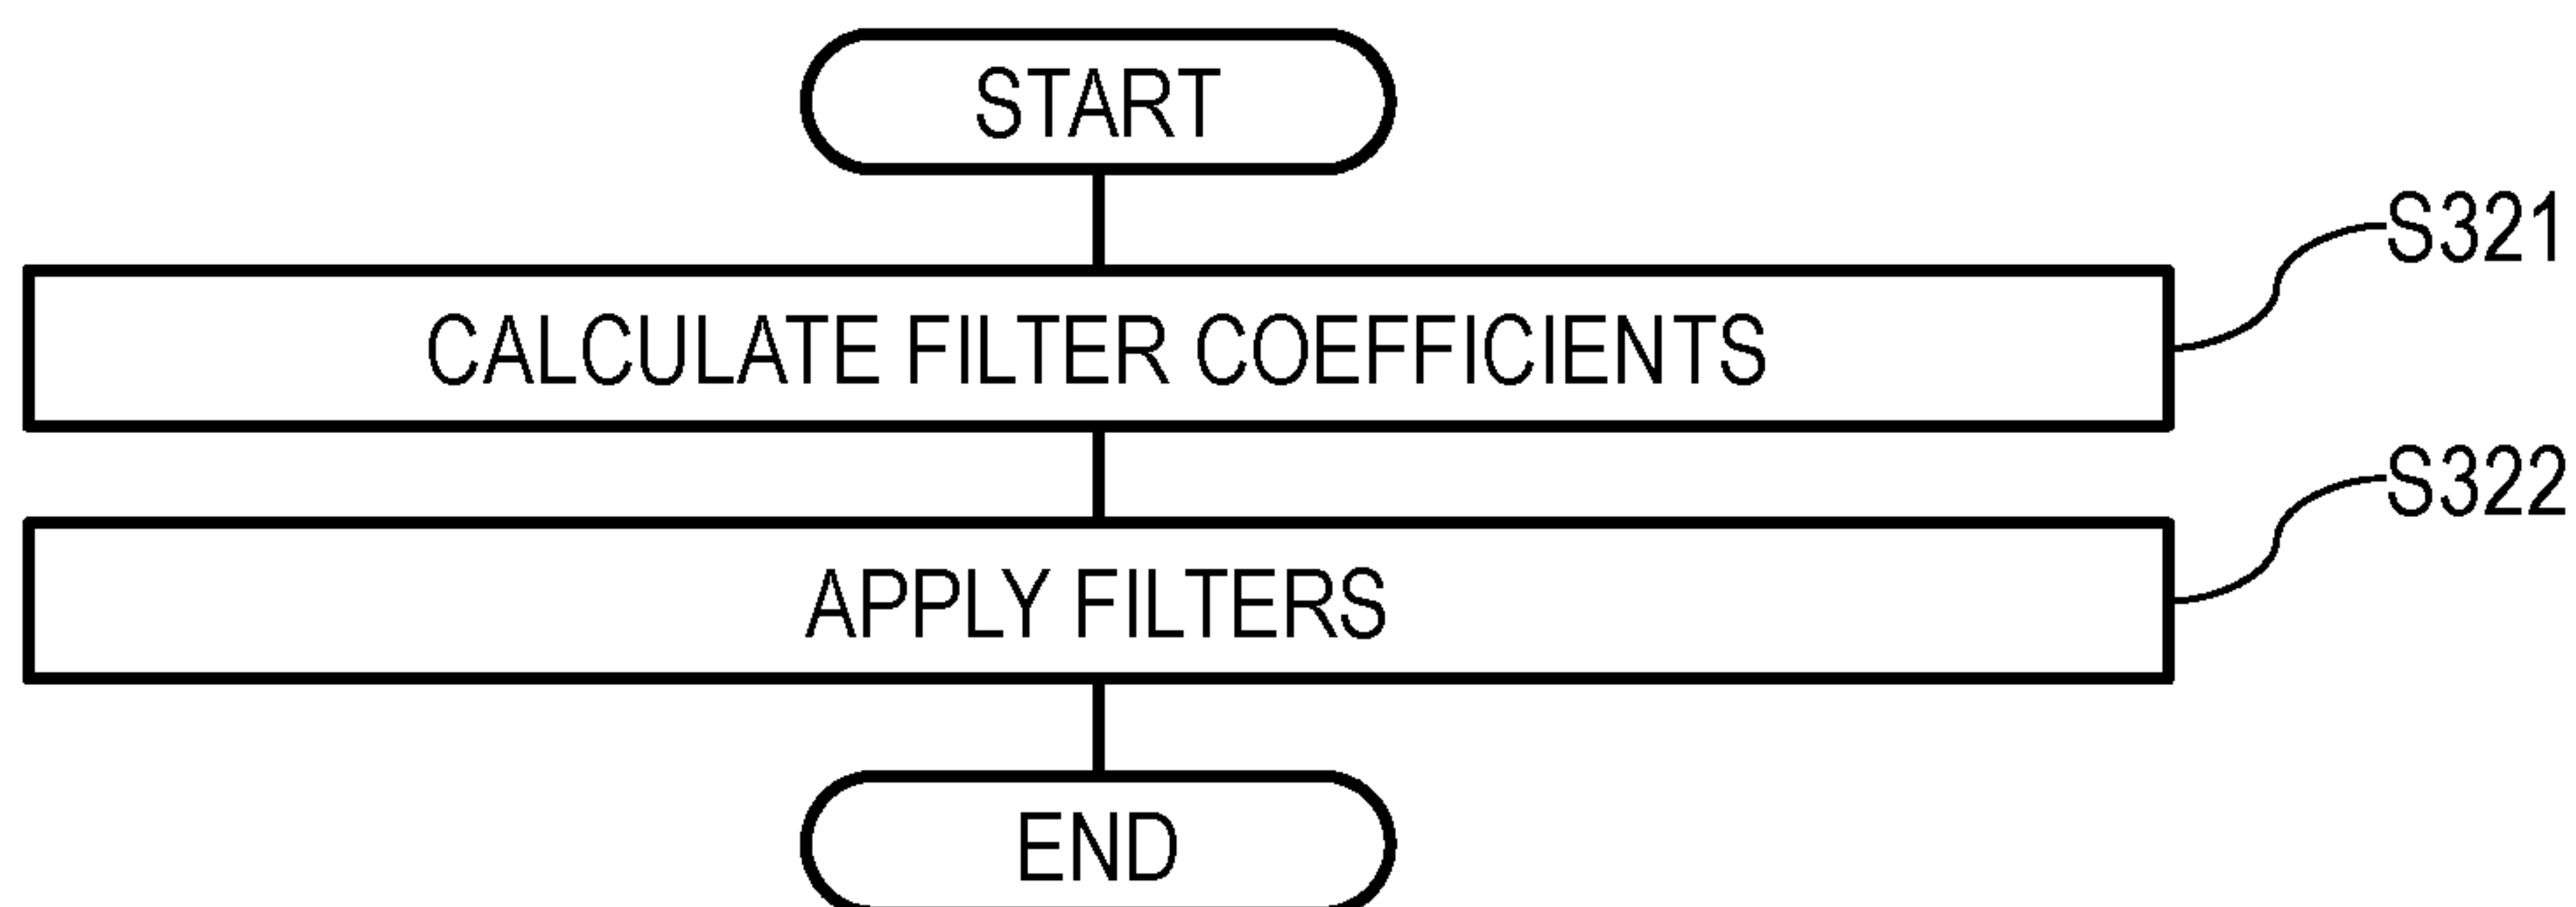 START
S321
CALCULATE FILTER COEFFICIENTS
S322
APPLY FILTERS
END